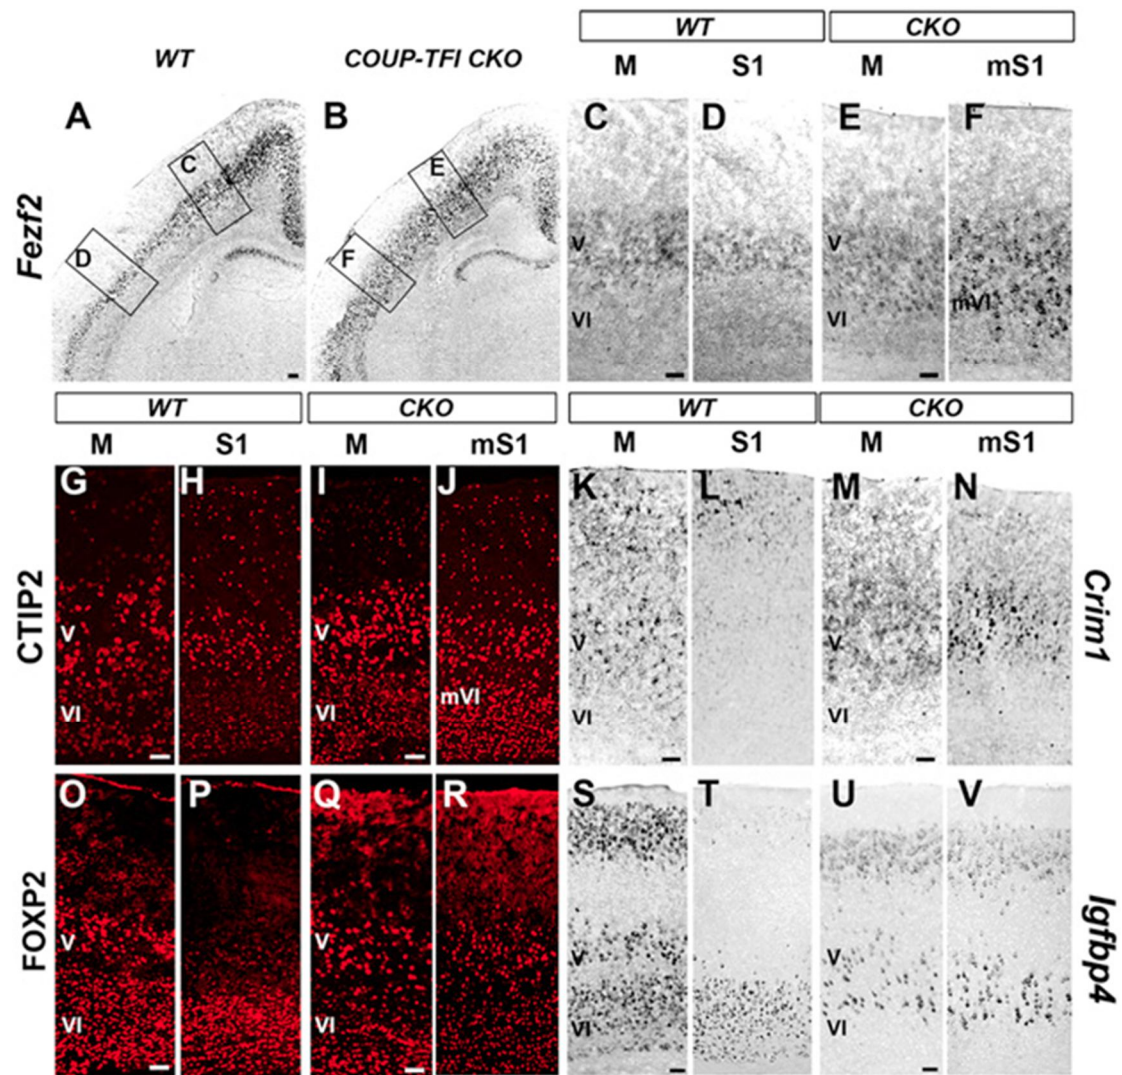 WT CKO
WT COUP-TFI CKO M S1 M mS1
A B C D E F
C E
D F
Fezf2
V V
mVI
VI VI
WT CKO WT CKO
M S1 M mS1 M S1 M mS1
G H I J K L M N
CTIP2
Crim1
V V V V
mVI
VI VI VI VI
O P Q R S T U V
FOXP2
Igfbp4
V V V V
VI VI VI VI